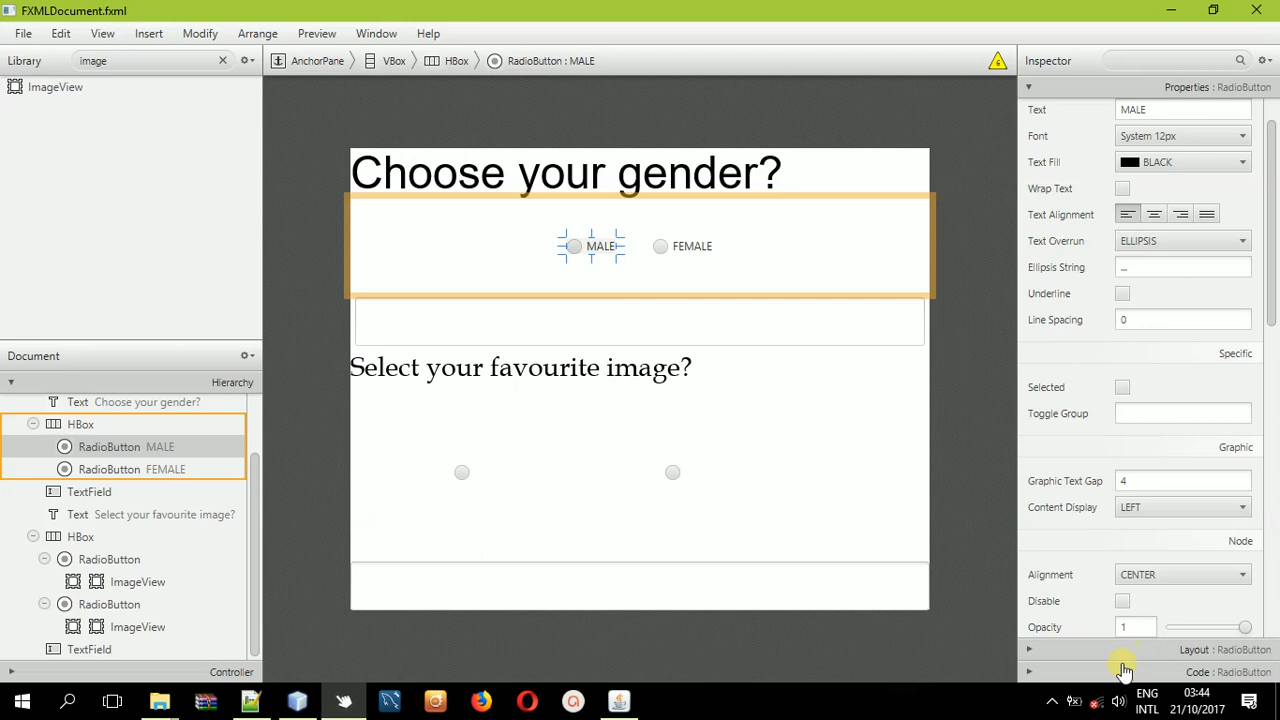 FXMLDocument.fxml
File Edit View Insert Modify Arrange Preview Window Help
Library image
AnchorPane VBox HBox RadioButton : MALE
6
Inspector
ImageView
Properties : RadioButton
Text MALE
Font System 12px
Text Fill BLACK
Wrap Text
Text Alignment
Text Overrun ELLIPSIS
Ellipsis String ...
Underline
Line Spacing 0
Specific
Selected
Toggle Group
Graphic
Graphic Text Gap 4
Content Display LEFT
Node
Alignment CENTER
Disable
Opacity 1
Layout : RadioButton
Code : RadioButton
Choose your gender?
MALE FEMALE
Select your favourite image?
Document
Hierarchy
Text Choose your gender?
HBox
RadioButton MALE
RadioButton FEMALE
TextField
Text Select your favourite image?
HBox
RadioButton
ImageView
RadioButton
ImageView
TextField
Controller
ENG
INTL
03:44
21/10/2017